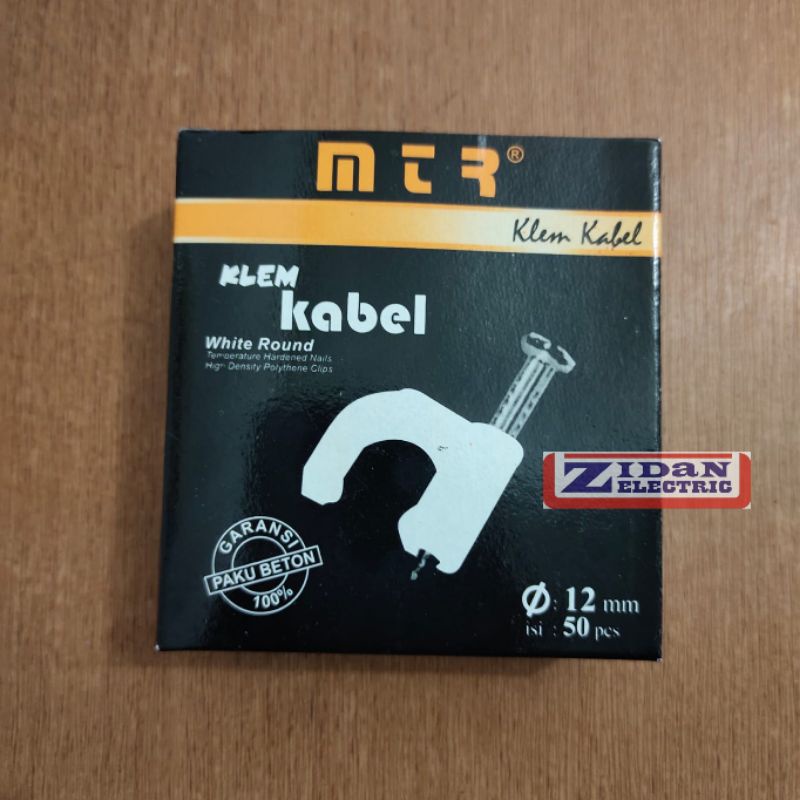 MTR®
Klem Kabel
KLEM
kabel
White Round
Temperature Hardened Nails
High Density Polythene Clips
ZIDaN
ELECTRIC
GARANSI
PAKU BETON
100%
Ø : 12 mm
isi : 50 pcs